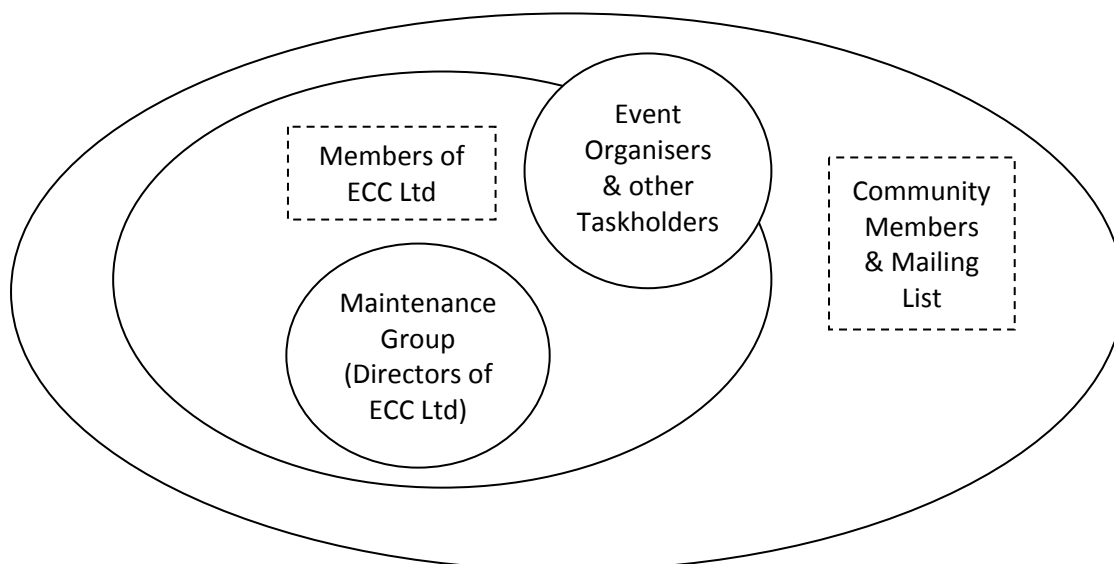 Event
Organisers
& other
Taskholders
Members of
ECC Ltd
Community
Members
& Mailing
List
Maintenance
Group
(Directors of
ECC Ltd)